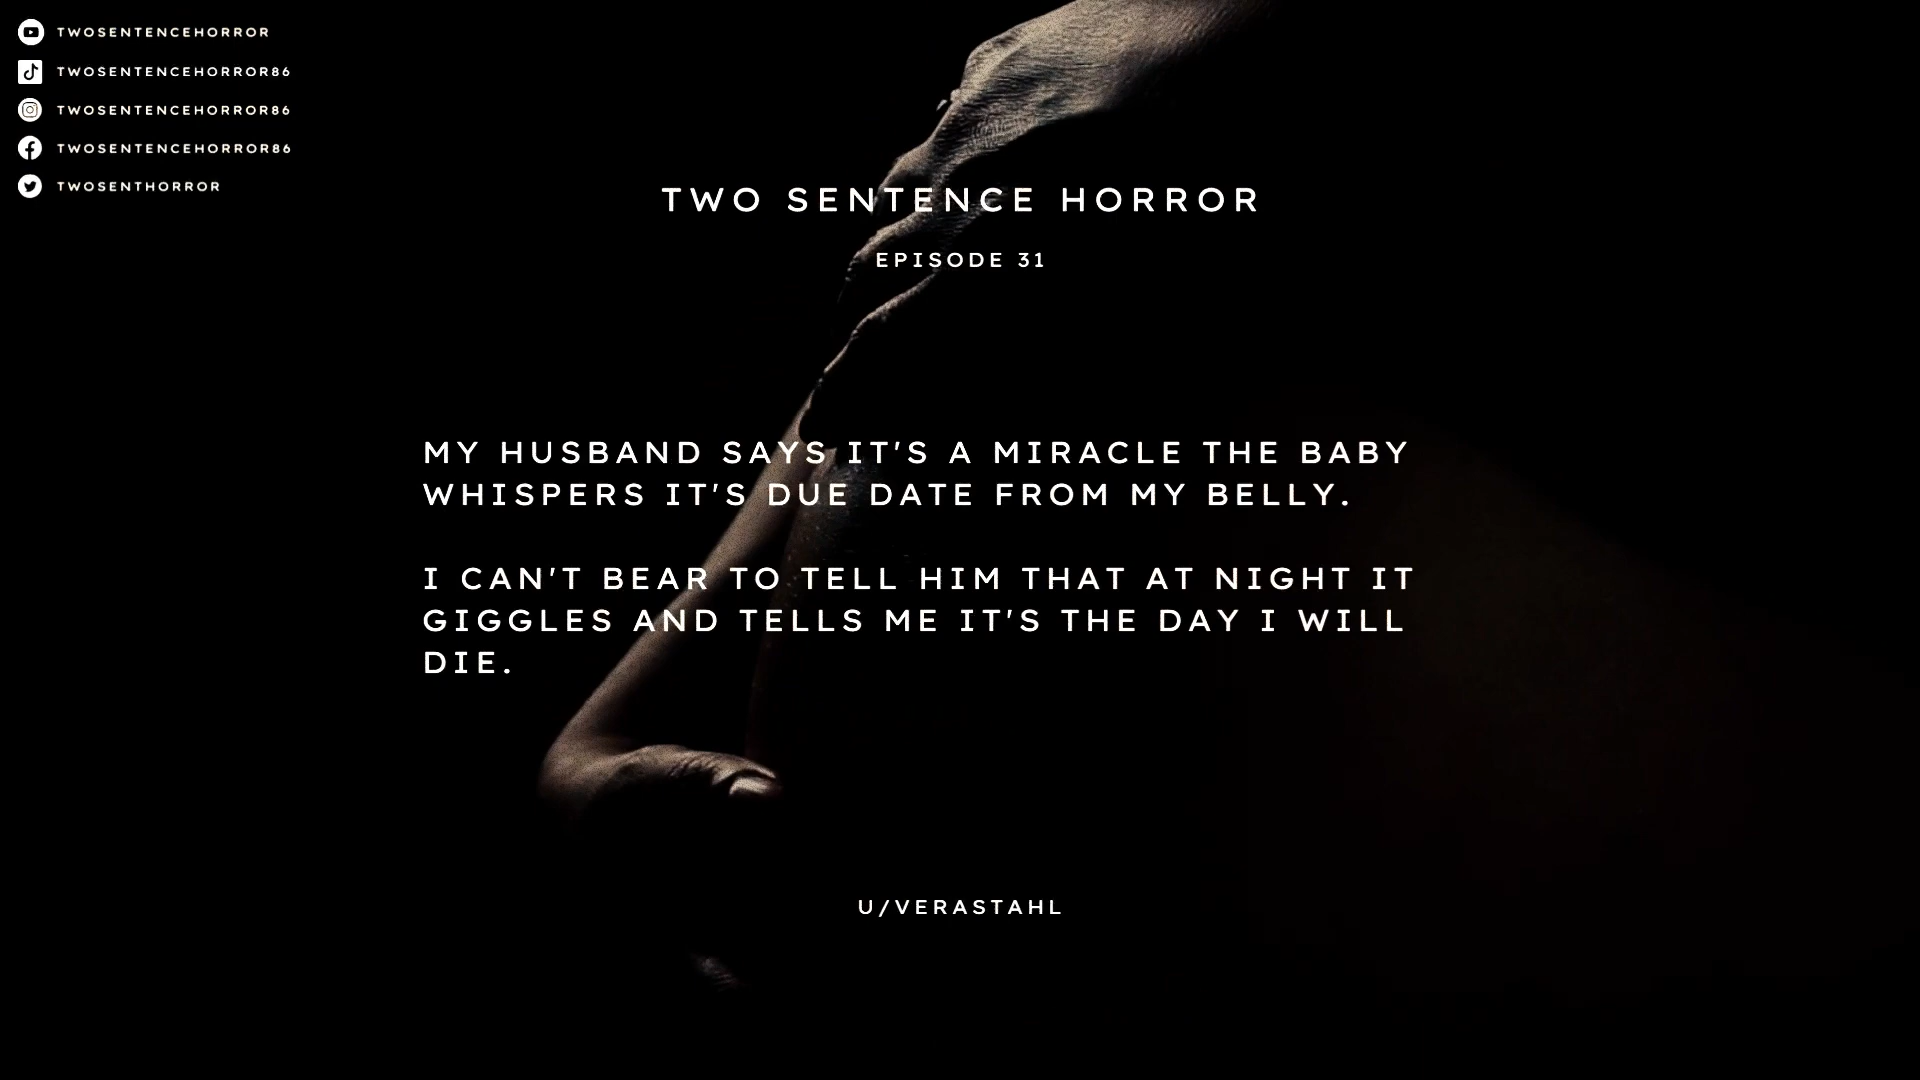 TWOSENTENCEHORROR
TWOSENTENCEHORROR86
TWOSENTENCEHORROR86
TWOSENTENCEHORROR86
TWOSENTHORROR
TWO SENTENCE HORROR
EPISODE 31
MY HUSBAND SAYS IT'S A MIRACLE THE BABY
WHISPERS IT'S DUE DATE FROM MY BELLY.
I CAN'T BEAR TO TELL HIM THAT AT NIGHT IT
GIGGLES AND TELLS ME IT'S THE DAY I WILL
DIE.
U/VERASTAHL